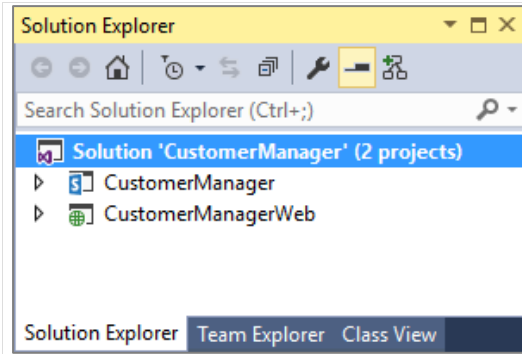 Solution Explorer
Search Solution Explorer (Ctrl+;)
Solution 'CustomerManager' (2 projects)
CustomerManager
CustomerManagerWeb
Solution Explorer Team Explorer Class View